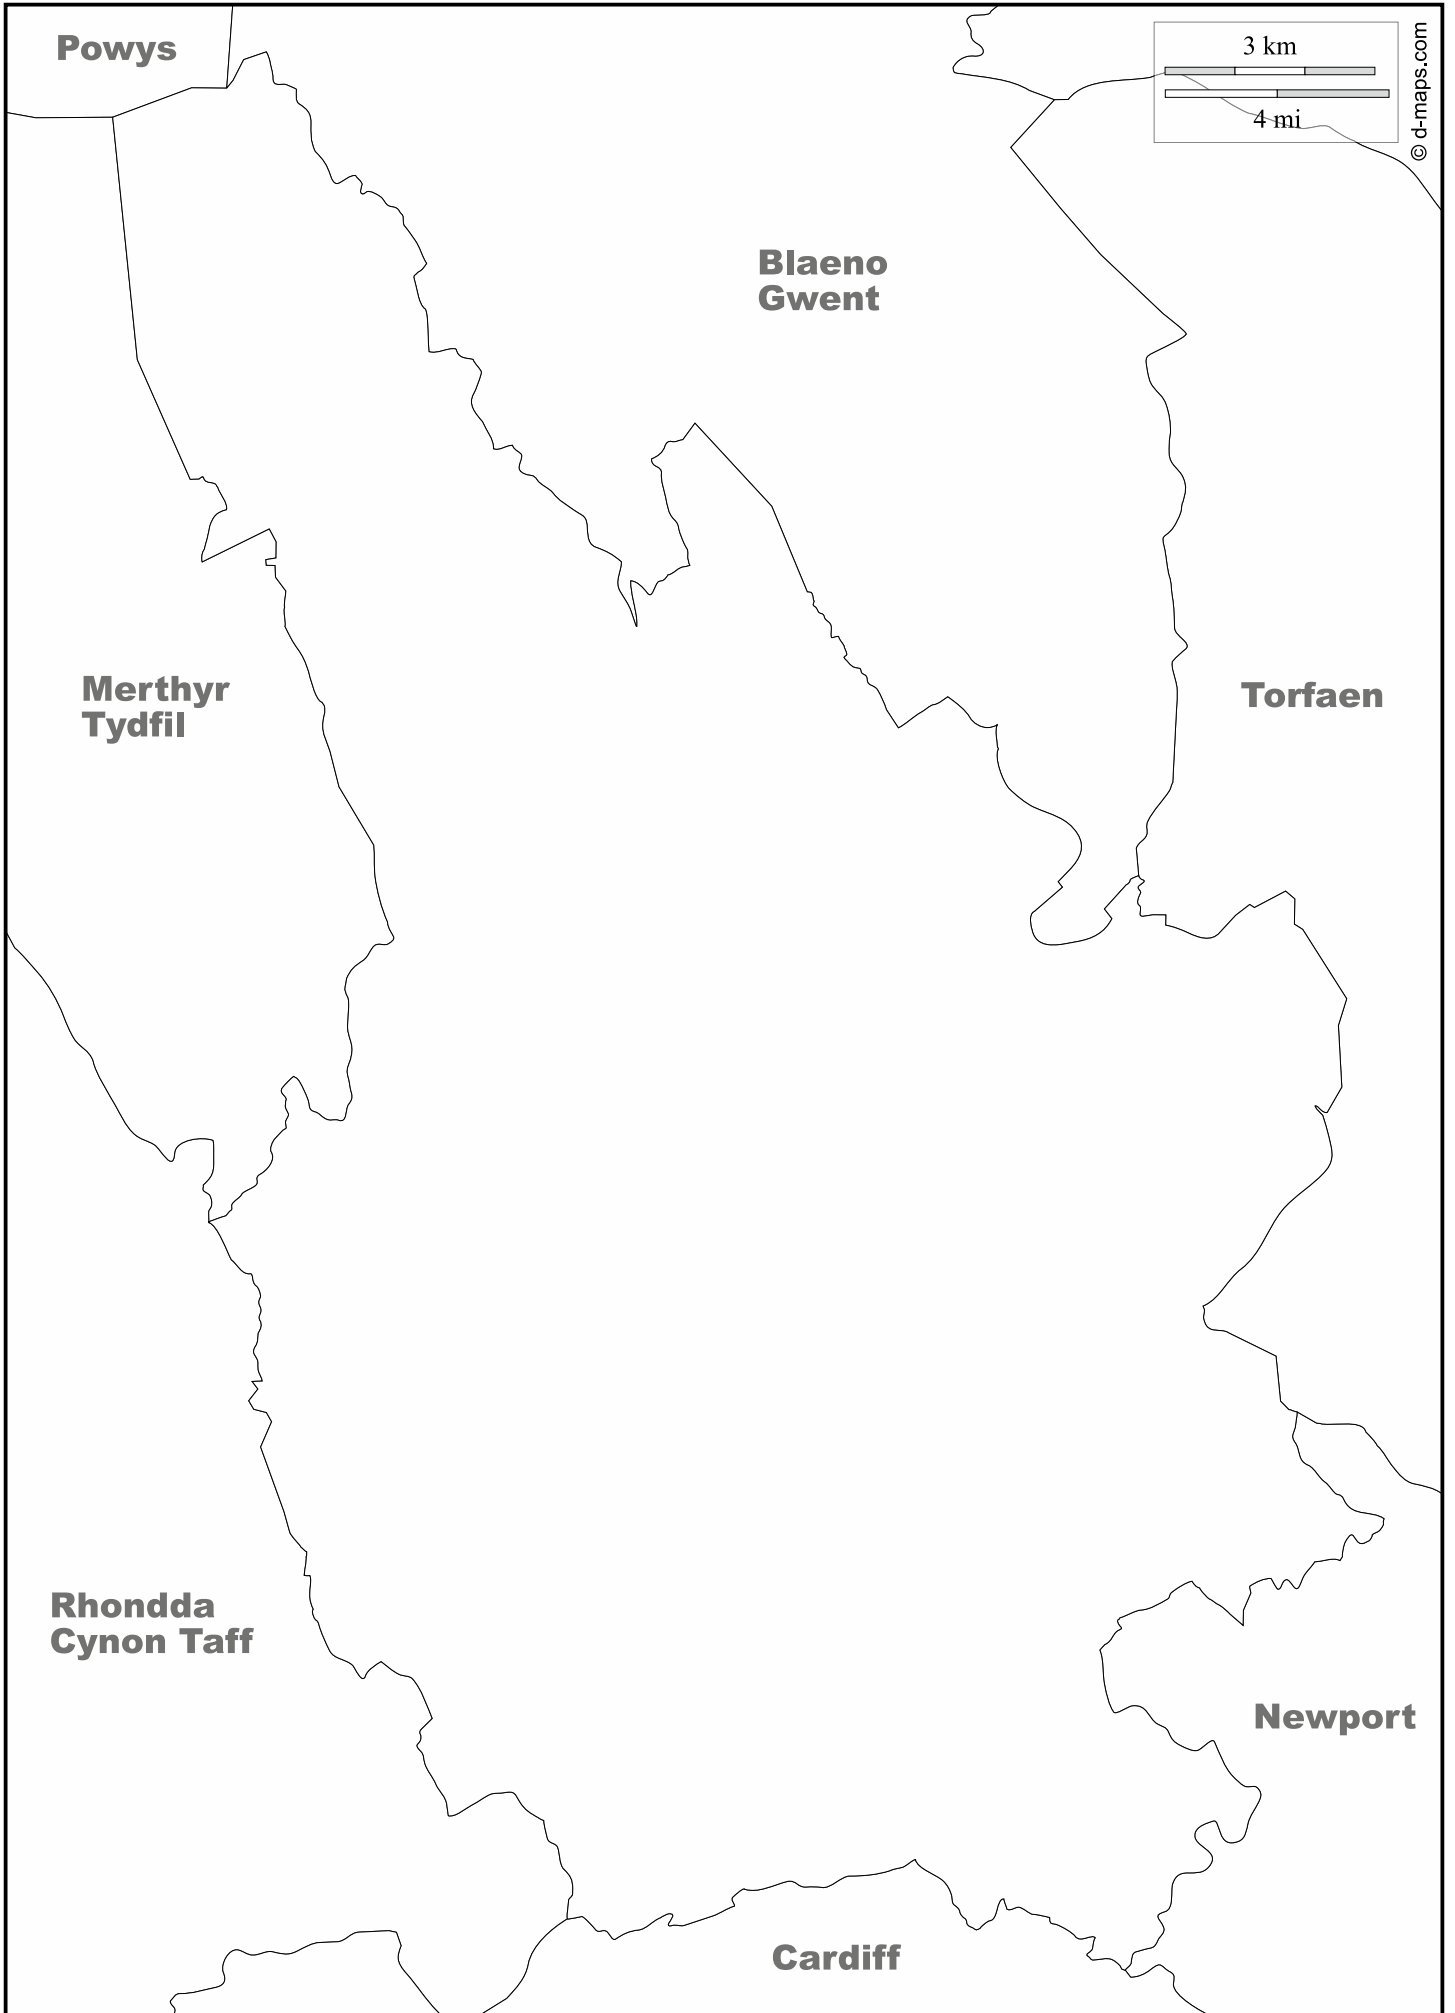 Powys
3 km
4 mi
© d-maps.com
Blaeno
Gwent
Merthyr
Tydfil
Torfaen
Rhondda
Cynon Taff
Newport
Cardiff